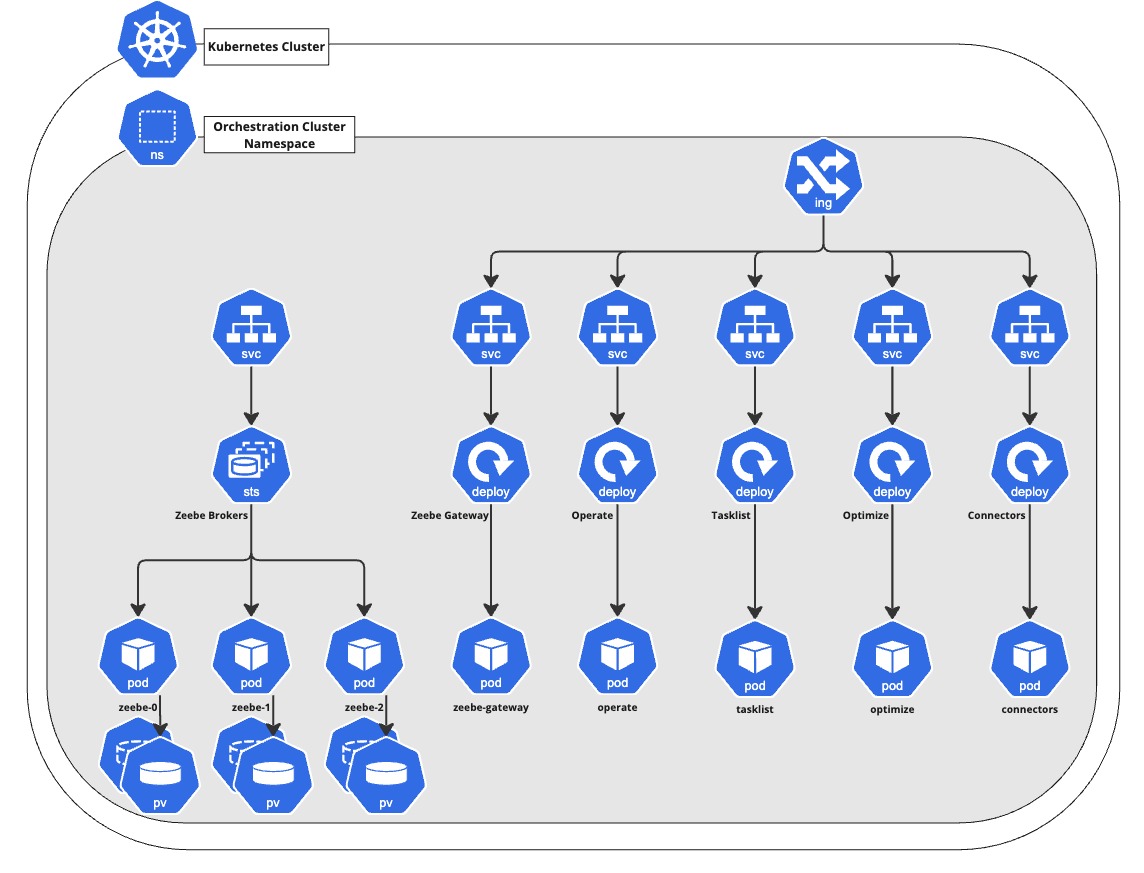 Kubernetes Cluster
Orchestration Cluster
Namespace
ns
ing
svc
svc
svc
svc
svc
svc
sts
deploy
deploy
deploy
deploy
deploy
Zeebe Brokers
Zeebe Gateway
Operate
Tasklist
Optimize
Connectors
pod
pod
pod
pod
pod
pod
pod
pod
zeebe-0
zeebe-1
zeebe-2
zeebe-gateway
operate
tasklist
optimize
connectors
pv
pv
pv